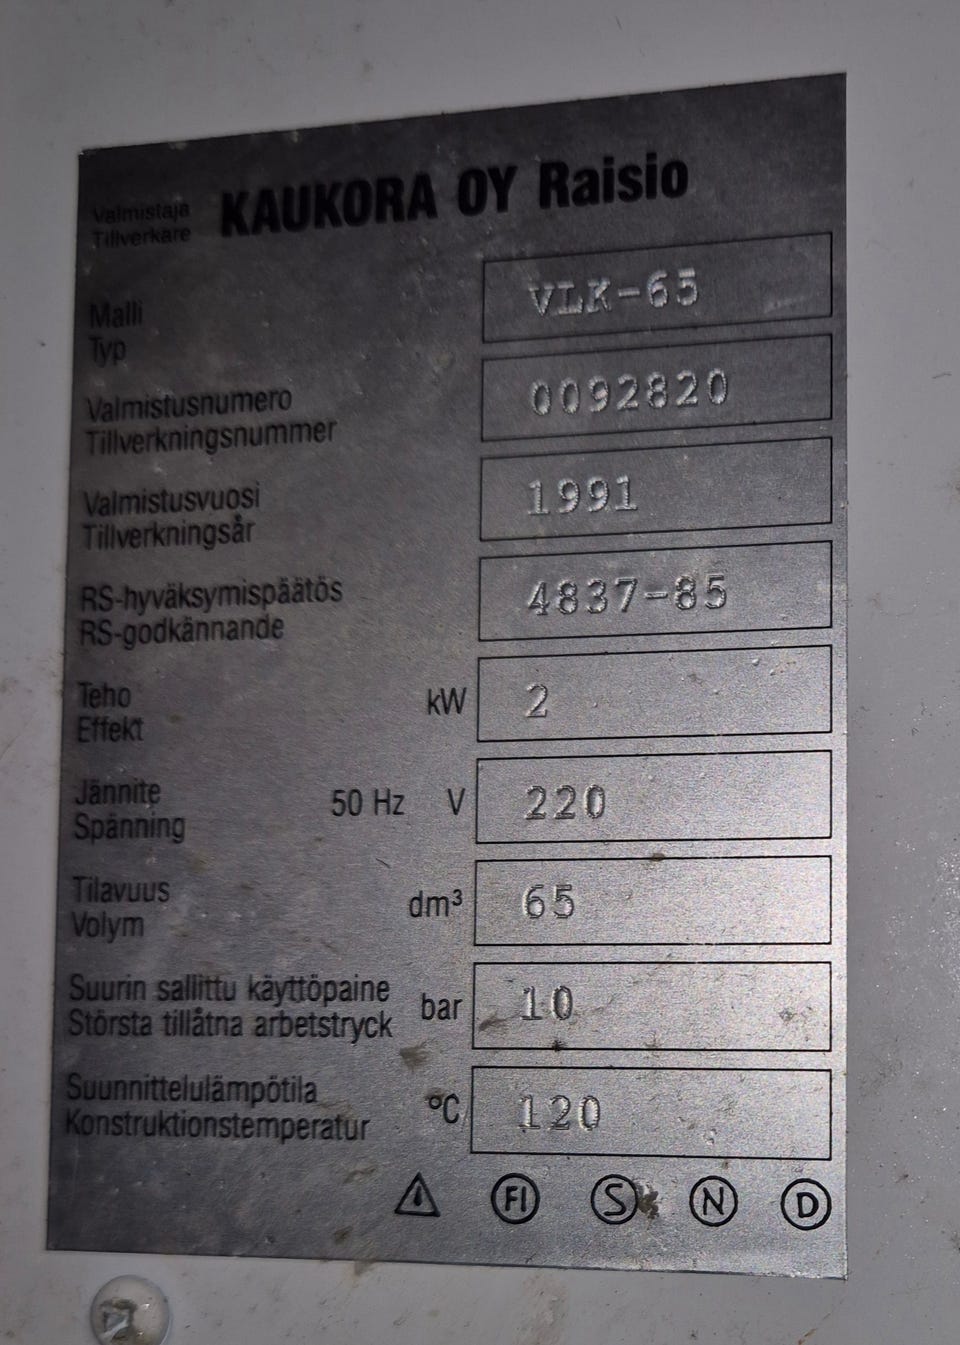 Valmistaja
Tillverkare
KAUKORA OY Raisio
Malli
Typ
VLK-65
Valmistusnumero
Tillverkningsnummer
0092820
Valmistusvuosi
Tillverkningsår
1991
RS-hyväksymispäätös
RS-godkännande
4837-85
Teho
Effekt
kW
2
Jännite
Spänning
50 Hz V
220
Tilavuus
Volym
dm³
65
Suurin sallittu käyttöpaine
Största tillåtna arbetstryck
bar
10
Suunnittelulämpötila
Konstruktionstemperatur
°C
120
FI S N D